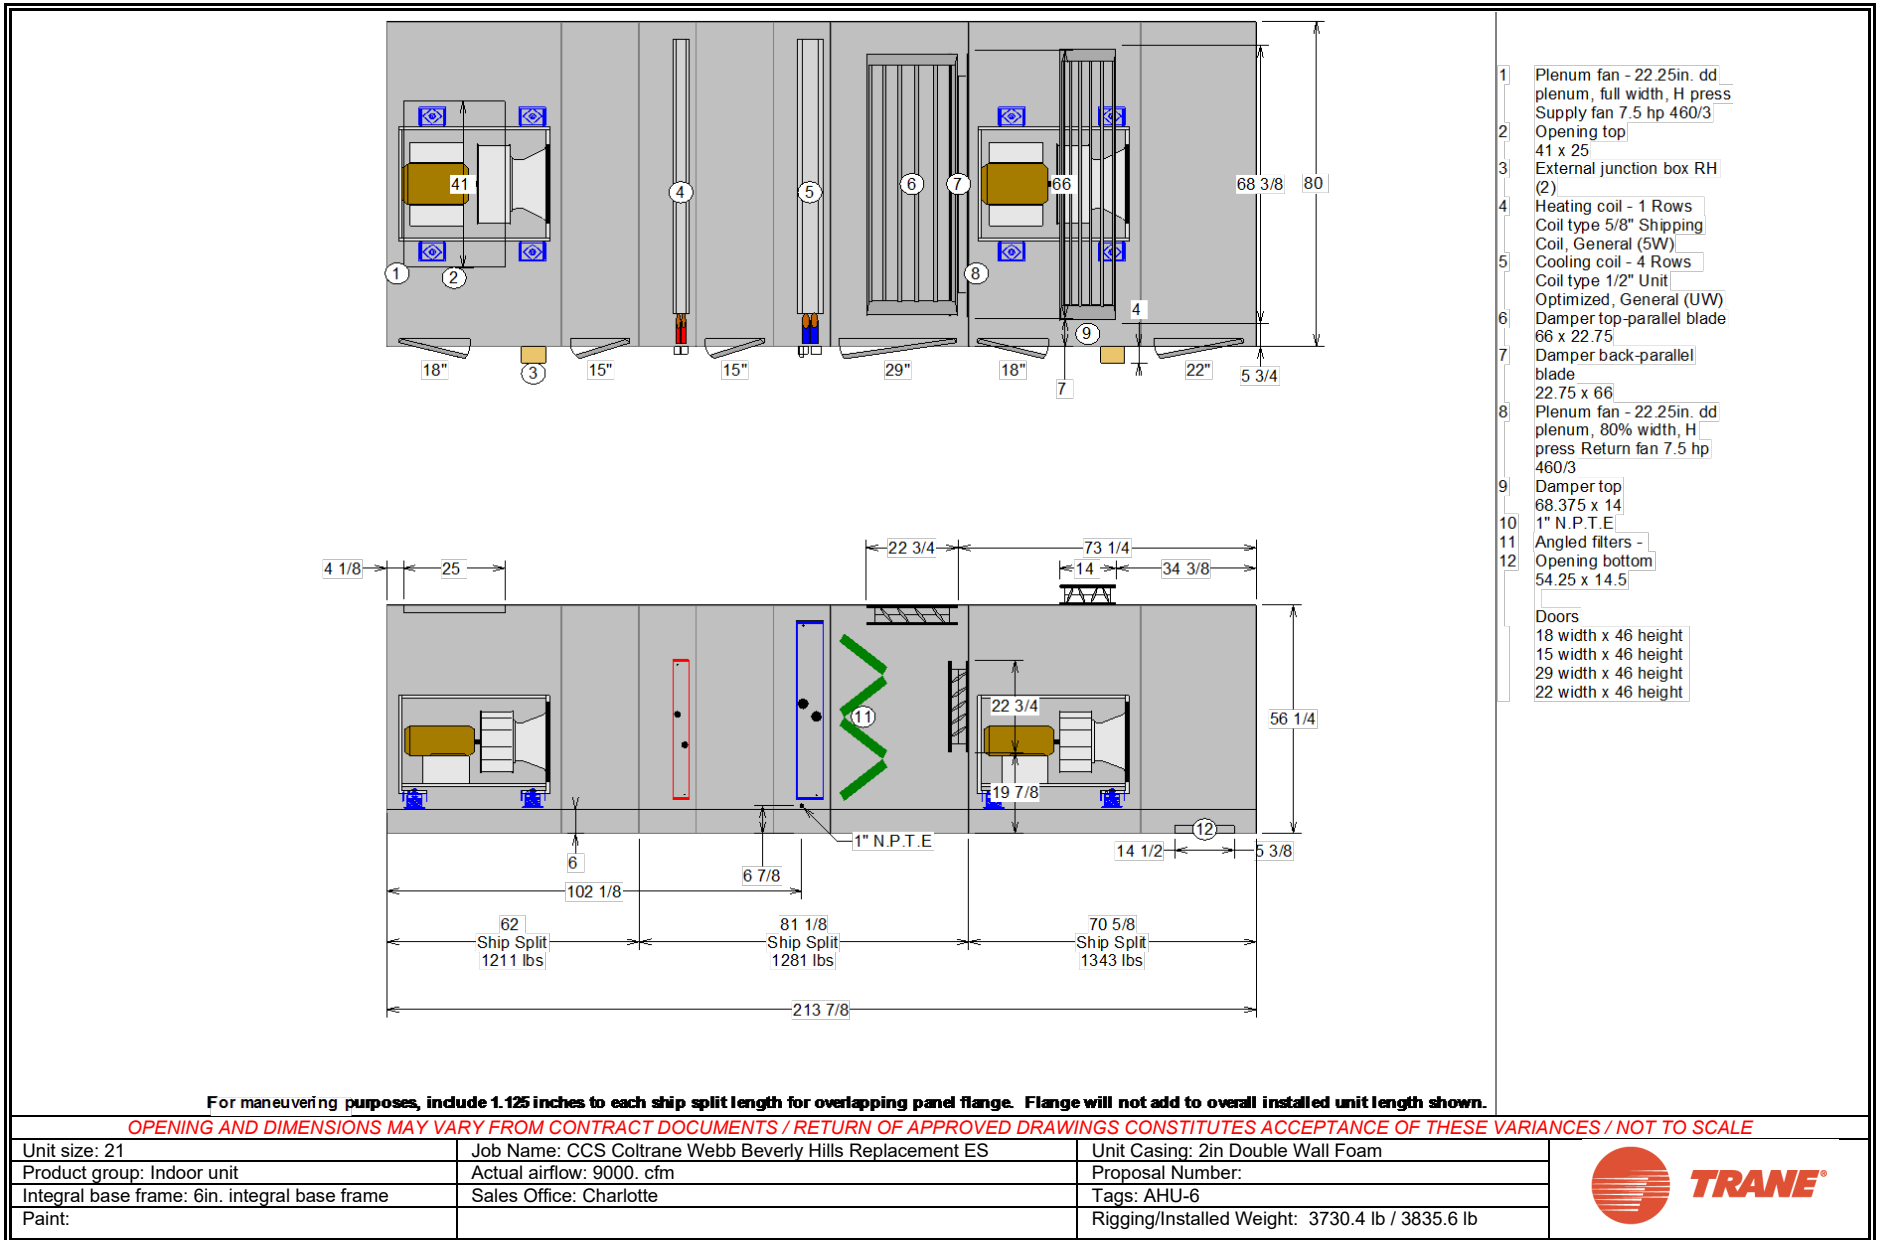 41
66
68 3/8
80
4
5
6
7
1
2
8
9
3
4
18"
15"
15"
29"
18"
22"
7
5 3/4
1
Plenum fan - 22.25in. dd
plenum, full width, H press
Supply fan 7.5 hp 460/3
2
Opening top
41 x 25
3
External junction box RH
(2)
4
Heating coil - 1 Rows
Coil type 5/8" Shipping
Coil, General (5W)
5
Cooling coil - 4 Rows
Coil type 1/2" Unit
Optimized, General (UW)
6
Damper top-parallel blade
66 x 22.75
7
Damper back-parallel
blade
22.75 x 66
8
Plenum fan - 22.25in. dd
plenum, 80% width, H
press Return fan 7.5 hp
460/3
9
Damper top
68.375 x 14
10
1" N.P.T.E
11
Angled filters -
12
Opening bottom
54.25 x 14.5
Doors
18 width x 46 height
15 width x 46 height
29 width x 46 height
22 width x 46 height
22 3/4
73 1/4
4 1/8
25
14
34 3/8
11
22 3/4
56 1/4
19 7/8
12
1" N.P.T.E
14 1/2
5 3/8
6
6 7/8
102 1/8
62
Ship Split
1211 lbs
81 1/8
Ship Split
1281 lbs
70 5/8
Ship Split
1343 lbs
213 7/8
For maneuvering purposes, include 1.125 inches to each ship split length for overlapping panel flange. Flange will not add to overall installed unit length shown.
OPENING AND DIMENSIONS MAY VARY FROM CONTRACT DOCUMENTS / RETURN OF APPROVED DRAWINGS CONSTITUTES ACCEPTANCE OF THESE VARIANCES / NOT TO SCALE
Unit size: 21
Job Name: CCS Coltrane Webb Beverly Hills Replacement ES
Unit Casing: 2in Double Wall Foam
Product group: Indoor unit
Actual airflow: 9000. cfm
Proposal Number:
Integral base frame: 6in. integral base frame
Sales Office: Charlotte
Tags: AHU-6
Paint:
Rigging/Installed Weight: 3730.4 lb / 3835.6 lb
TRANE®